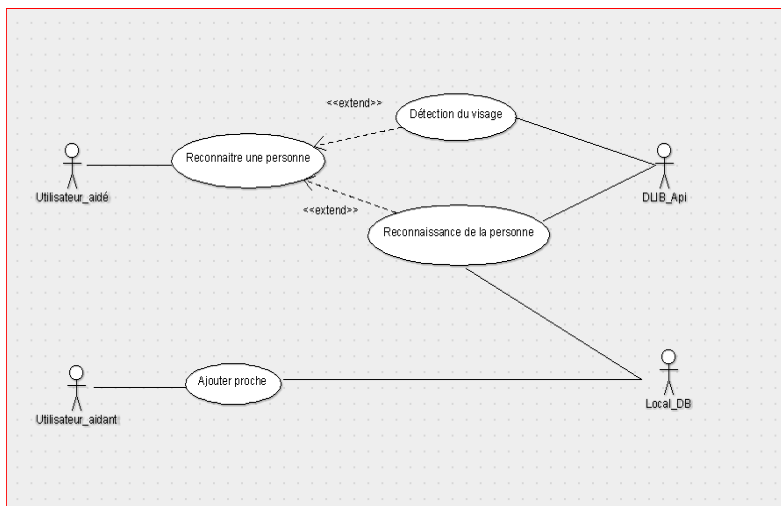 <<extend>>
Détection du visage
Reconnaitre une personne
Utilisateur_aidé
DLIB_Api
<<extend>>
Reconnaissance de la personne
Ajouter proche
Utilisateur_aidant
Local_DB